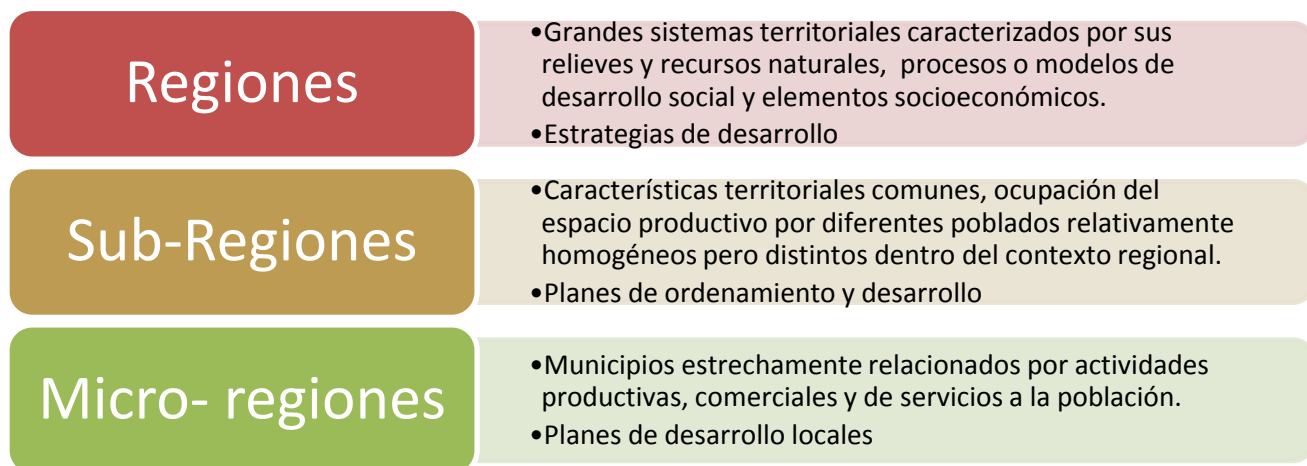 Regiones
•Grandes sistemas territoriales caracterizados por sus
relieves y recursos naturales, procesos o modelos de
desarrollo social y elementos socioeconómicos.
•Estrategias de desarrollo
Sub-Regiones
•Características territoriales comunes, ocupación del
espacio productivo por diferentes poblados relativamente
homogéneos pero distintos dentro del contexto regional.
•Planes de ordenamiento y desarrollo
Micro- regiones
•Municipios estrechamente relacionados por actividades
productivas, comerciales y de servicios a la población.
•Planes de desarrollo locales